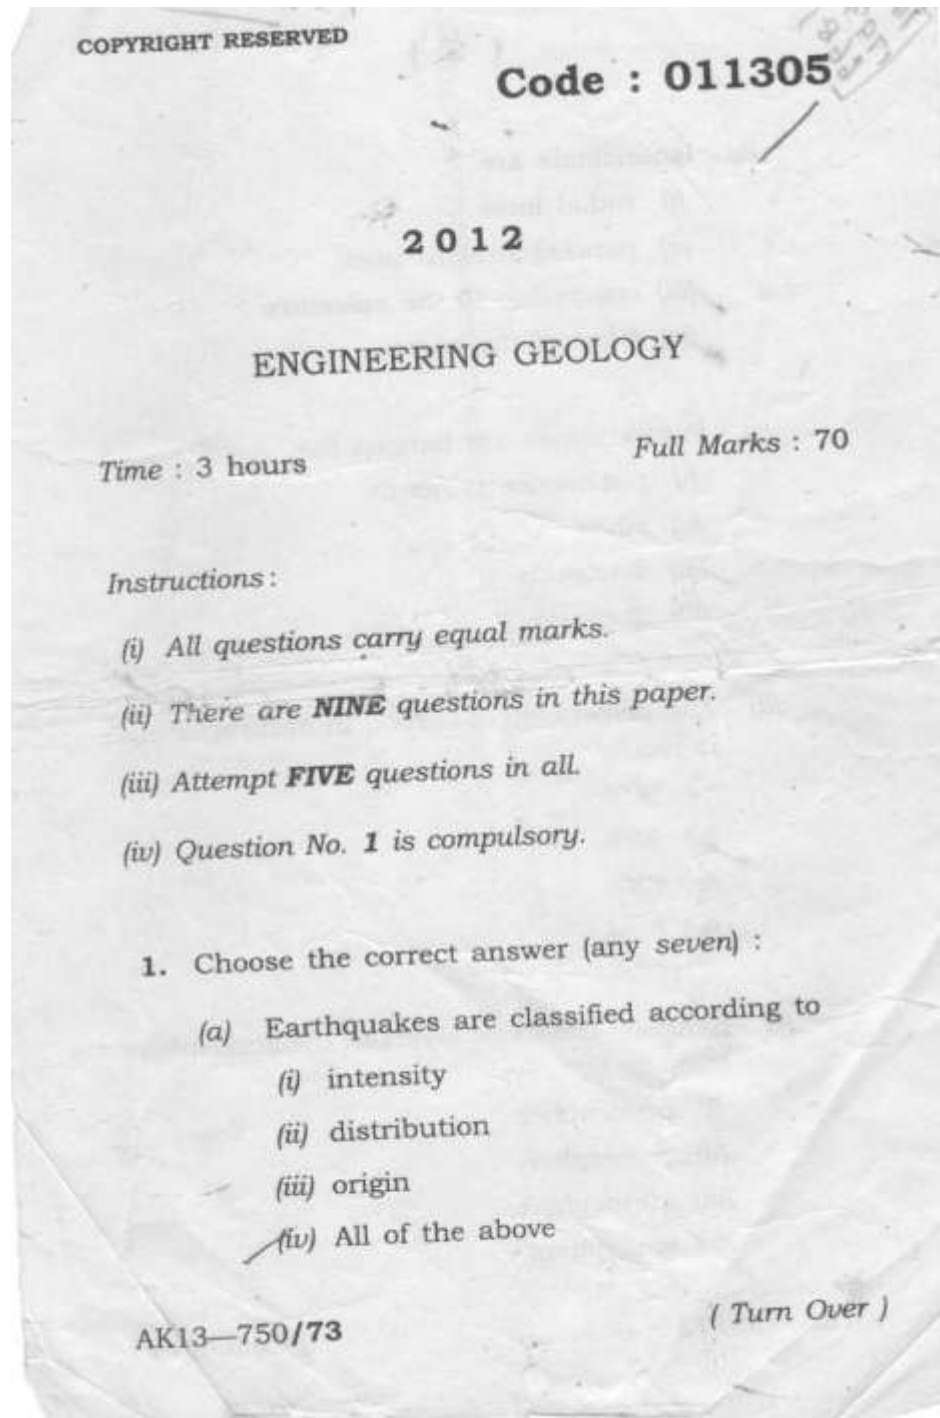 COPYRIGHT RESERVED
Code : 011305
2012
ENGINEERING GEOLOGY
Time : 3 hours
Full Marks : 70
Instructions :
(i) All questions carry equal marks.
(ii) There are NINE questions in this paper.
(iii) Attempt FIVE questions in all.
(iv) Question No. 1 is compulsory.
1. Choose the correct answer (any seven) :
(a) Earthquakes are classified according to
(i) intensity
(ii) distribution
(iii) origin
(iv) All of the above
AK13—750/73
( Turn Over )